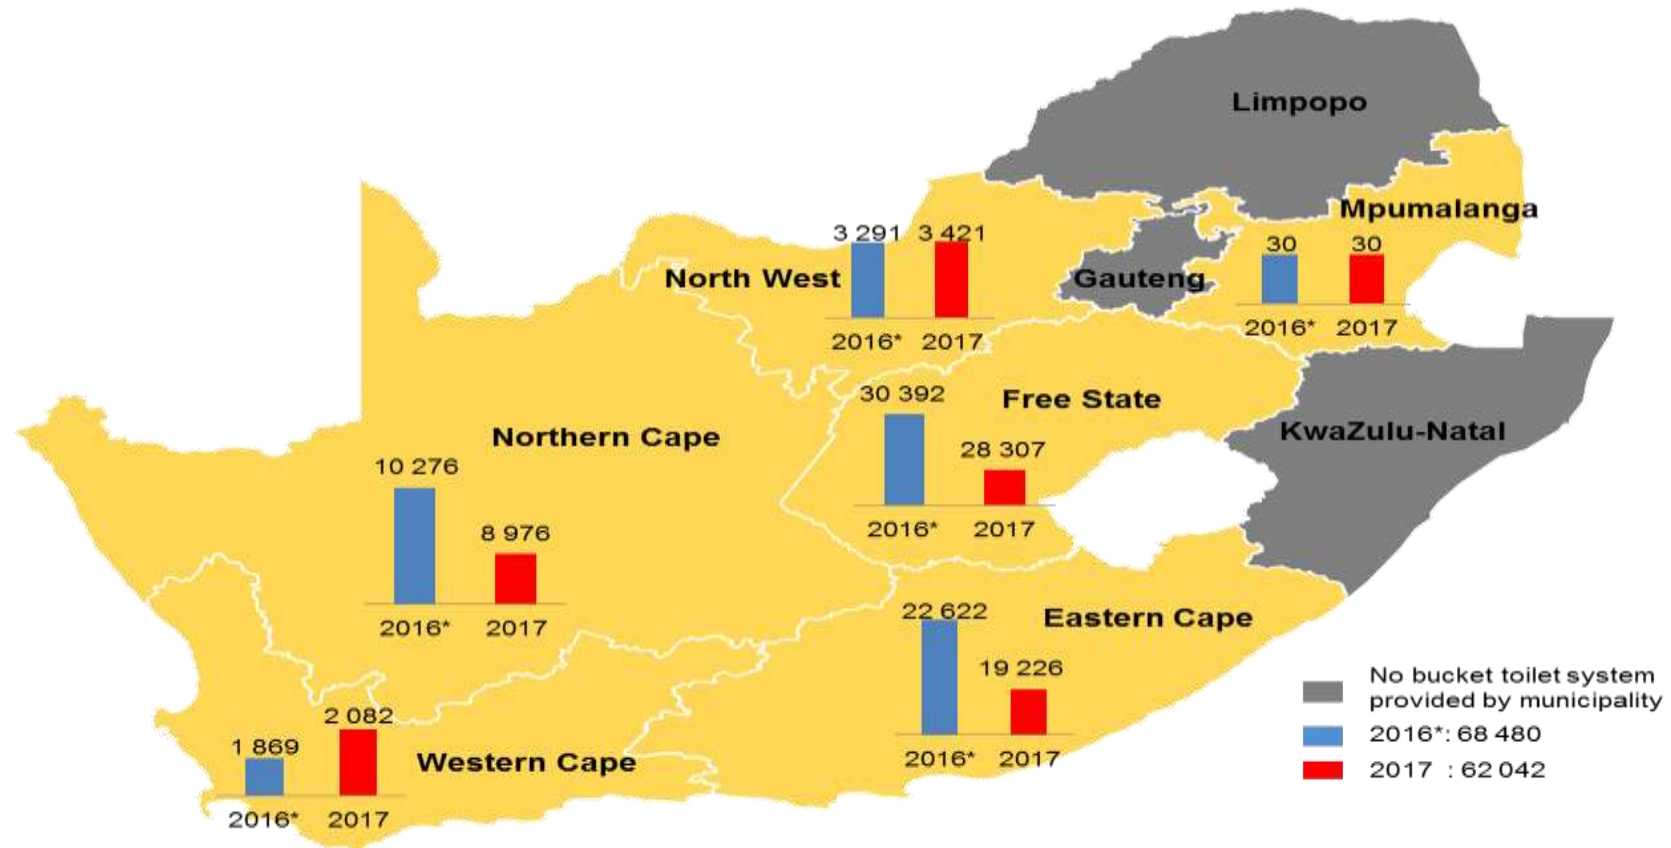 Limpopo
Mpumalanga
30 30
2016* 2017
3 291 3 421
North West
2016* 2017
Gauteng
30 392
Free State
28 307
2016* 2017
KwaZulu-Natal
Northern Cape
10 276
8 976
2016* 2017
22 622
Eastern Cape
19 226
2016* 2017
2 082
1 869
Western Cape
2016* 2017
No bucket toilet system
provided by municipality
2016*: 68 480
2017 : 62 042